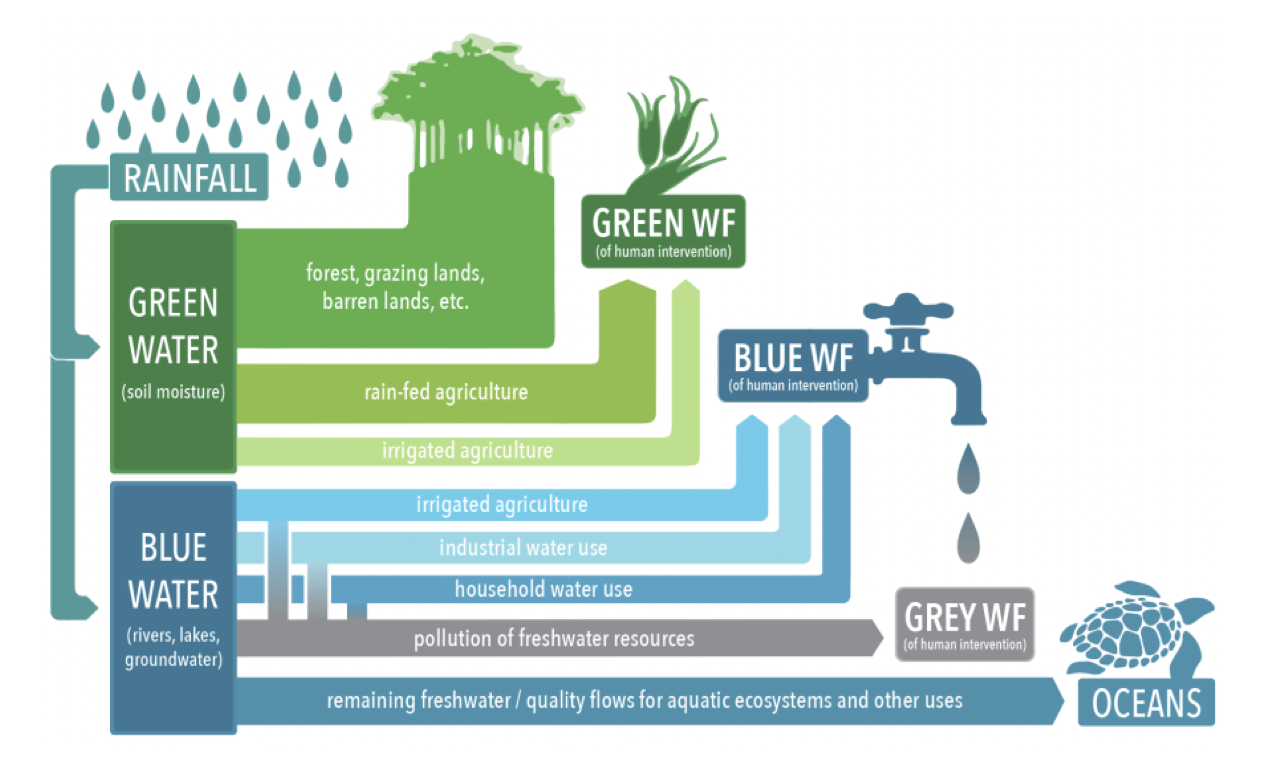 RAINFALL
GREEN
WATER
(soil moisture)
forest, grazing lands,
barren lands, etc.
rain-fed agriculture
irrigated agriculture
GREEN WF
(of human intervention)
BLUE
WATER
(rivers, lakes,
groundwater)
irrigated agriculture
industrial water use
household water use
BLUE WF
(of human intervention)
pollution of freshwater resources
GREY WF
(of human intervention)
remaining freshwater / quality flows for aquatic ecosystems and other uses
OCEANS